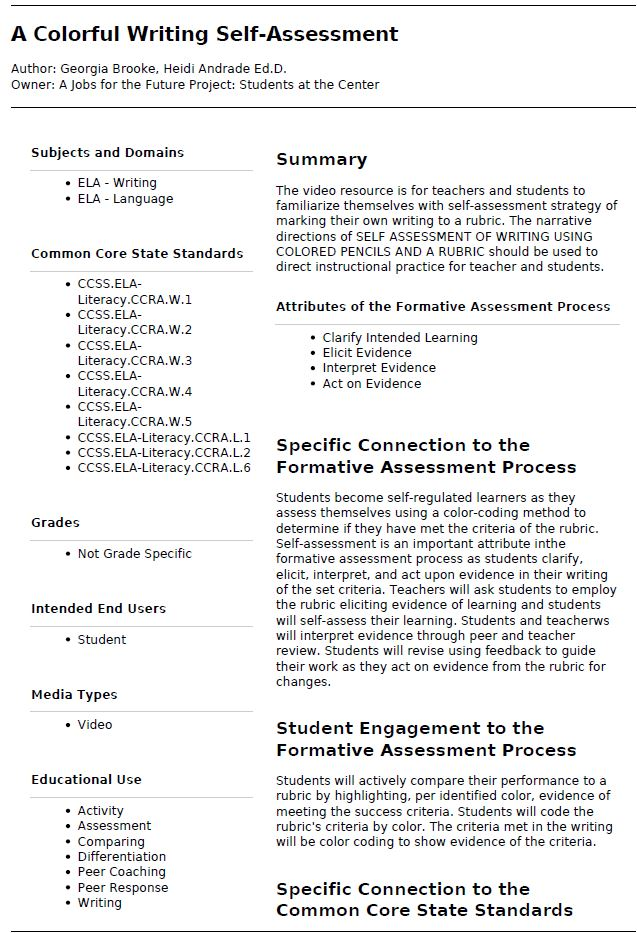 A Colorful Writing Self-Assessment
Author: Georgia Brooke, Heidi Andrade Ed.D.
Owner: A Jobs for the Future Project: Students at the Center
Subjects and Domains
• ELA - Writing
• ELA - Language
Common Core State Standards
• CCSS.ELA-
Literacy.CCRA.W.1
• CCSS.ELA-
Literacy.CCRA.W.2
• CCSS.ELA-
Literacy.CCRA.W.3
• CCSS.ELA-
Literacy.CCRA.W.4
• CCSS.ELA-
Literacy.CCRA.W.5
• CCSS.ELA-Literacy.CCRA.L.1
• CCSS.ELA-Literacy.CCRA.L.2
• CCSS.ELA-Literacy.CCRA.L.6
Grades
• Not Grade Specific
Intended End Users
• Student
Media Types
• Video
Educational Use
• Activity
• Assessment
• Comparing
• Differentiation
• Peer Coaching
• Peer Response
• Writing
Summary
The video resource is for teachers and students to
familiarize themselves with self-assessment strategy of
marking their own writing to a rubric. The narrative
directions of SELF ASSESSMENT OF WRITING USING
COLORED PENCILS AND A RUBRIC should be used to
direct instructional practice for teacher and students.
Attributes of the Formative Assessment Process
• Clarify Intended Learning
• Elicit Evidence
• Interpret Evidence
• Act on Evidence
Specific Connection to the
Formative Assessment Process
Students become self-regulated learners as they
assess themselves using a color-coding method to
determine if they have met the criteria of the rubric.
Self-assessment is an important attribute inthe
formative assessment process as students clarify,
elicit, interpret, and act upon evidence in their writing
of the set criteria. Teachers will ask students to employ
the rubric eliciting evidence of learning and students
will self-assess their learning. Students and teacherws
will interpret evidence through peer and teacher
review. Students will revise using feedback to guide
their work as they act on evidence from the rubric for
changes.
Student Engagement to the
Formative Assessment Process
Students will actively compare their performance to a
rubric by highlighting, per identified color, evidence of
meeting the success criteria. Students will code the
rubric's criteria by color. The criteria met in the writing
will be color coding to show evidence of the criteria.
Specific Connection to the
Common Core State Standards